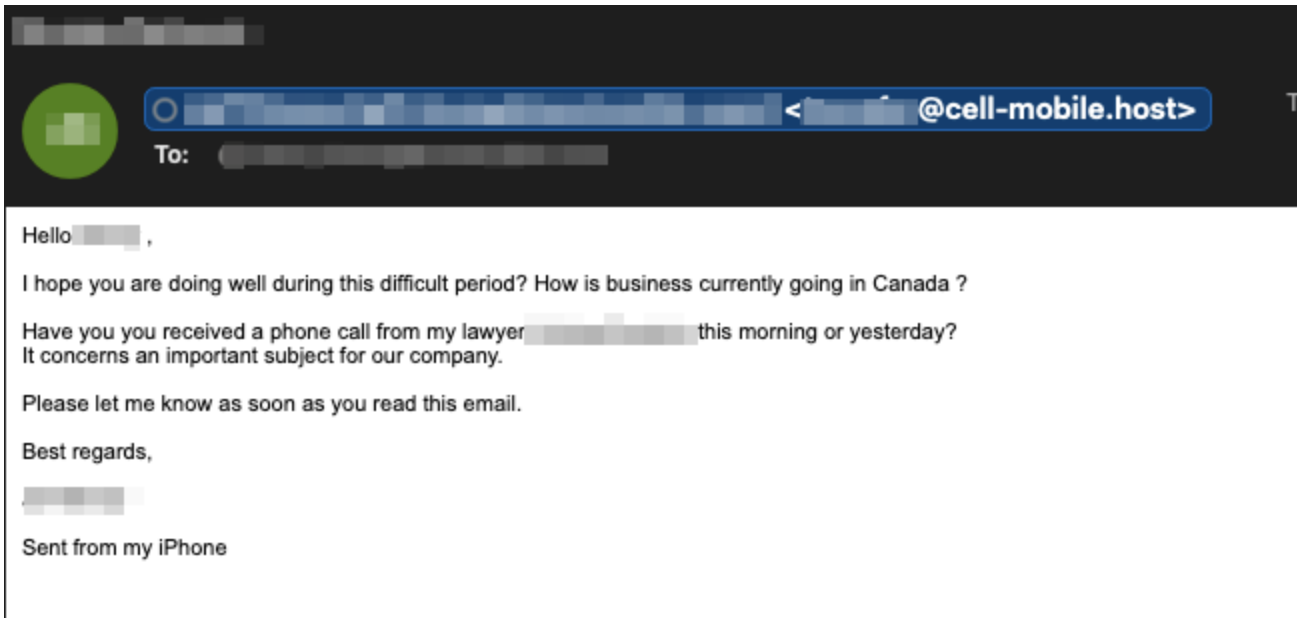 <@cell-mobile.host>
To:
Hello ,
I hope you are doing well during this difficult period? How is business currently going in Canada ?
Have you you received a phone call from my lawyer this morning or yesterday?
It concerns an important subject for our company.
Please let me know as soon as you read this email.
Best regards,
Sent from my iPhone